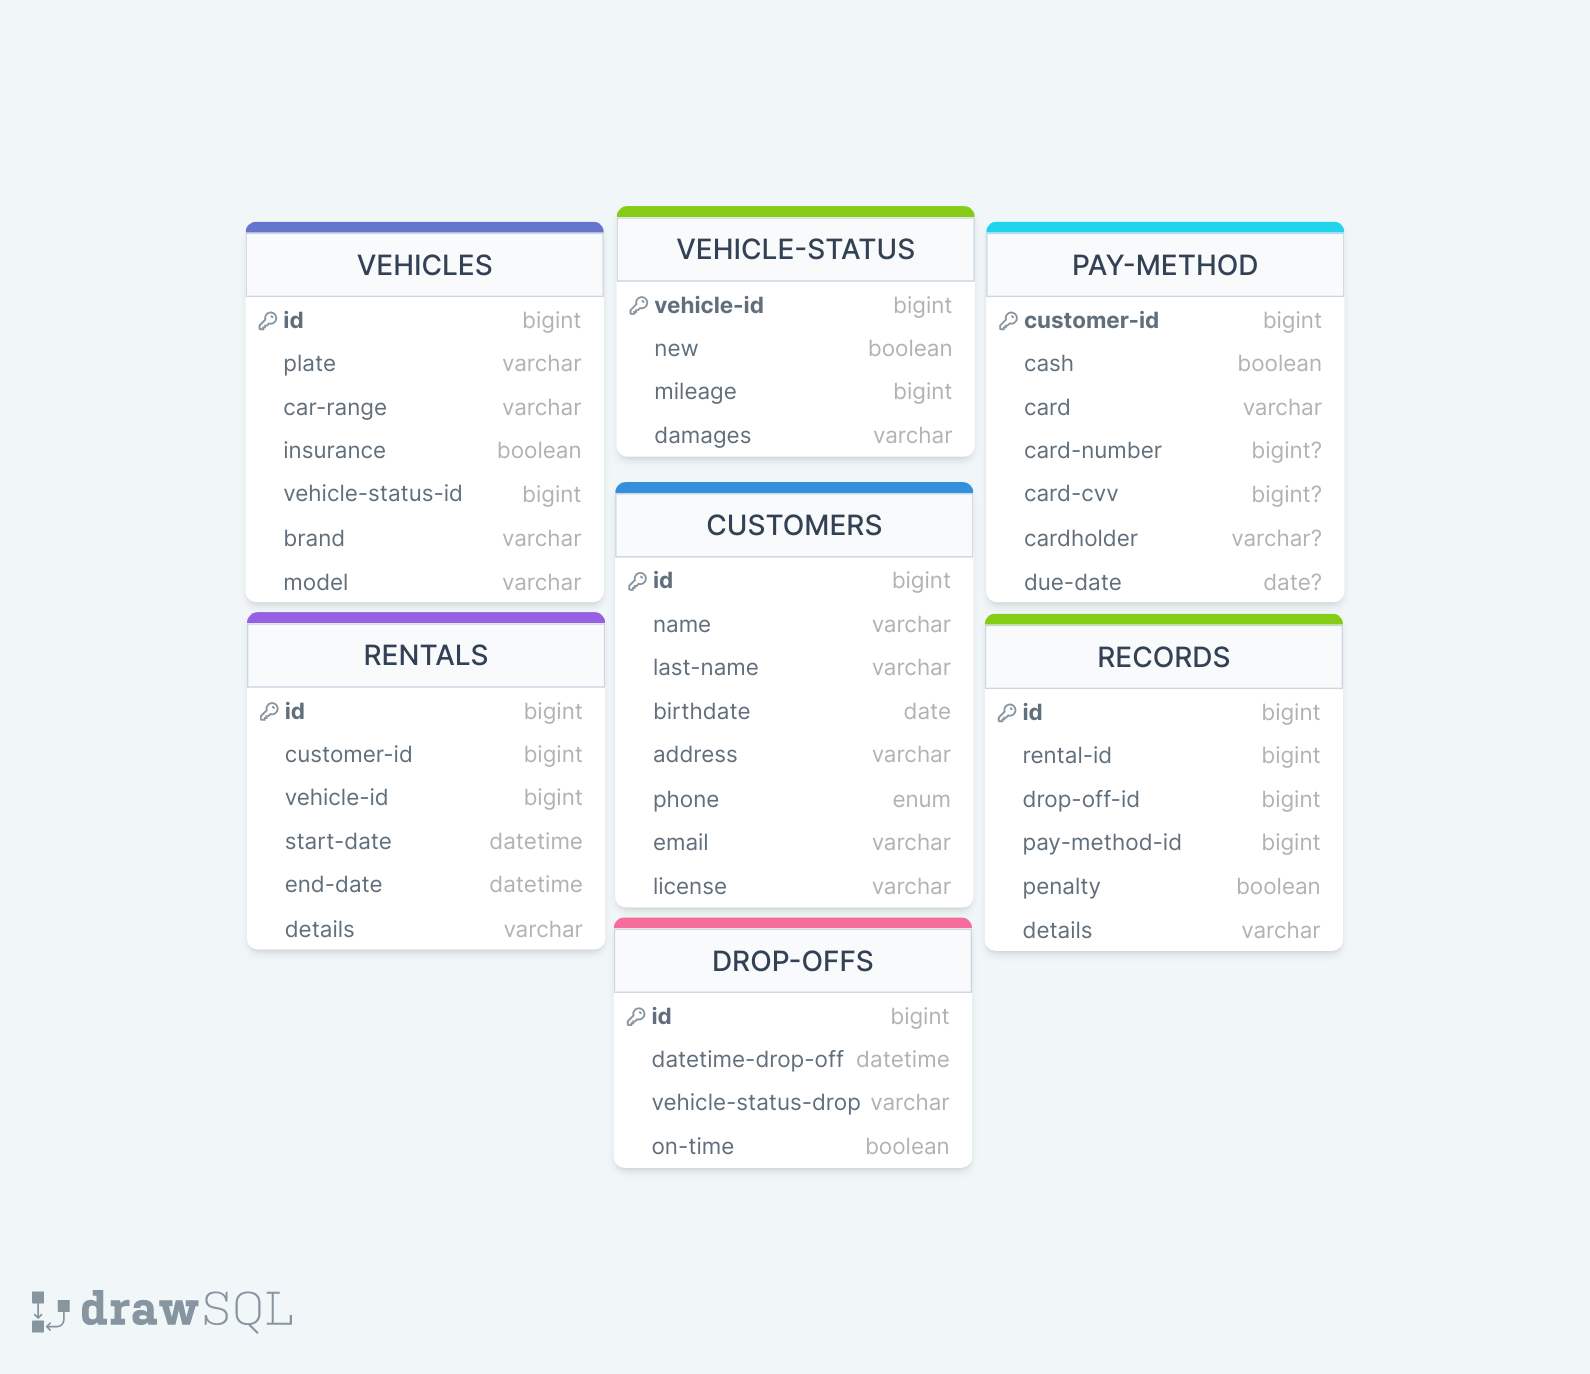 VEHICLES
id bigint
plate varchar
car-range varchar
insurance boolean
vehicle-status-id bigint
brand varchar
model varchar
VEHICLE-STATUS
vehicle-id bigint
new boolean
mileage bigint
damages varchar
PAY-METHOD
customer-id bigint
cash boolean
card varchar
card-number bigint?
card-cvv bigint?
cardholder varchar?
due-date date?
RENTALS
id bigint
customer-id bigint
vehicle-id bigint
start-date datetime
end-date datetime
details varchar
CUSTOMERS
id bigint
name varchar
last-name varchar
birthdate date
address varchar
phone enum
email varchar
license varchar
RECORDS
id bigint
rental-id bigint
drop-off-id bigint
pay-method-id bigint
penalty boolean
details varchar
DROP-OFFS
id bigint
datetime-drop-off datetime
vehicle-status-drop varchar
on-time boolean
drawSQL